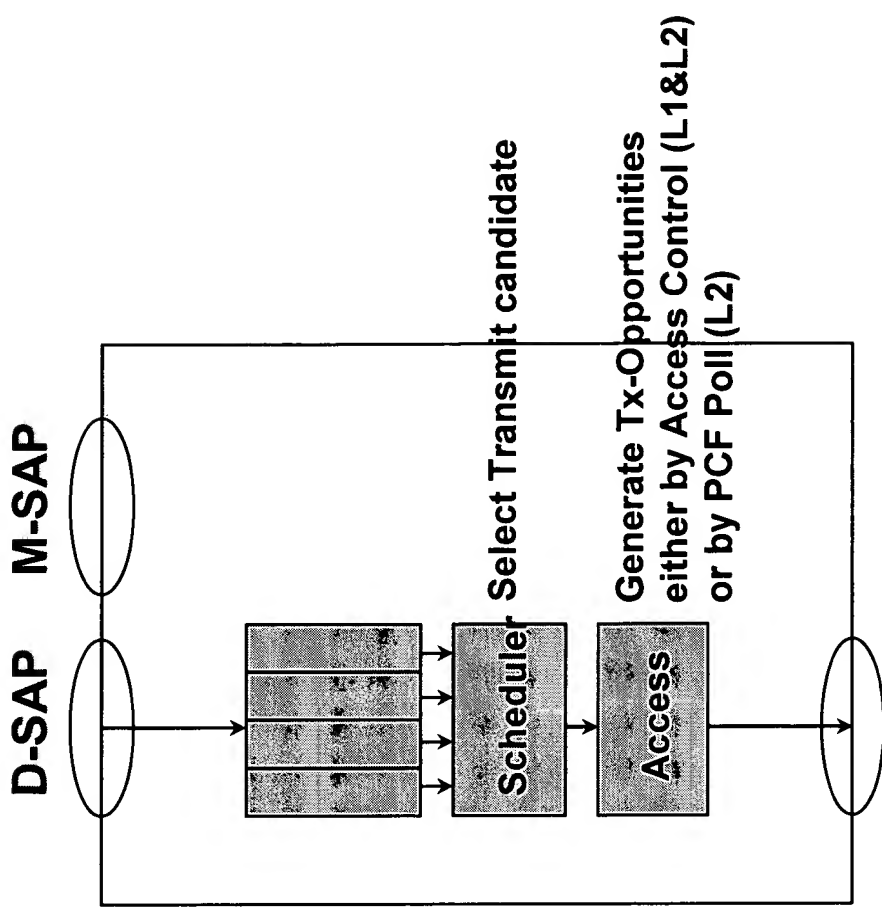 D-SAP
M-SAP
Scheduler
Select Transmit candidate
Access
Generate Tx-Opportunities
either by Access Control (L1&L2)
or by PCF Poll (L2)